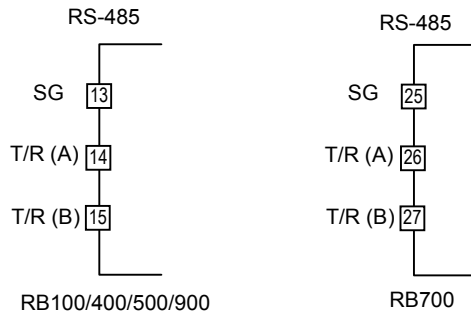 RS-485
SG 13
T/R (A) 14
T/R (B) 15
RB100/400/500/900
RS-485
SG 25
T/R (A) 26
T/R (B) 27
RB700